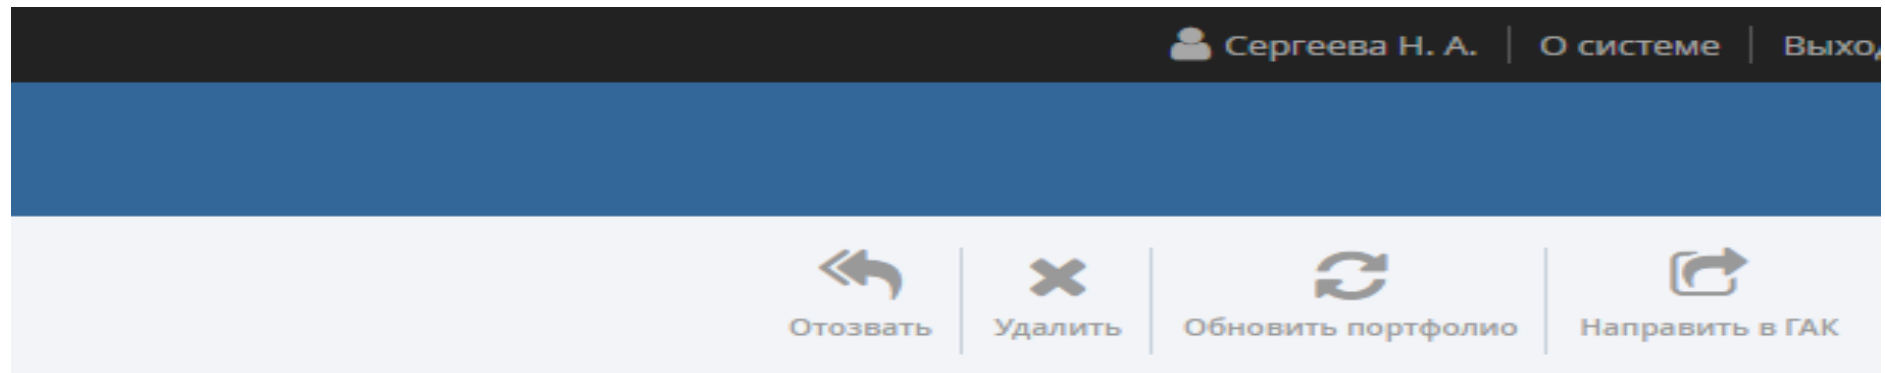 Сергеева Н. А. О системе
Отозвать Удалить Обновить портфолио Направить в ГАК